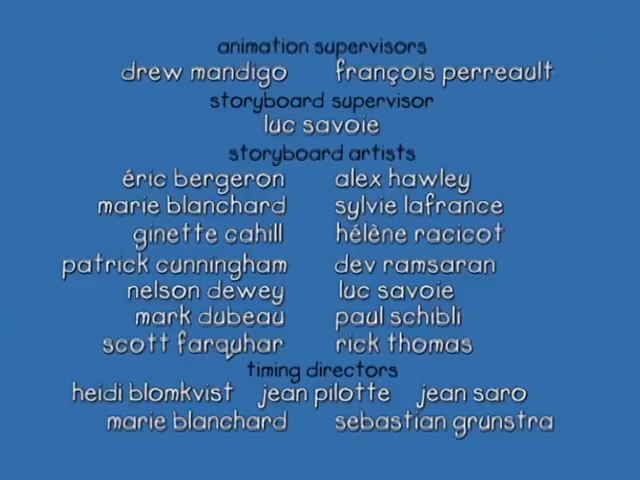 animation supervisors
drew mandigo françois perreault
storyboard supervisor
luc savoie
storyboard artists
éric bergeron alex hawley
marie blanchard sylvie lafrance
ginette cahill hélène racicot
patrick cunningham dev ramsaran
nelson dewey luc savoie
mark dubeau paul schibli
scott farquhar rick thomas
timing directors
heidi blomkvist jean pilotte jean saro
marie blanchard sebastian grunstra